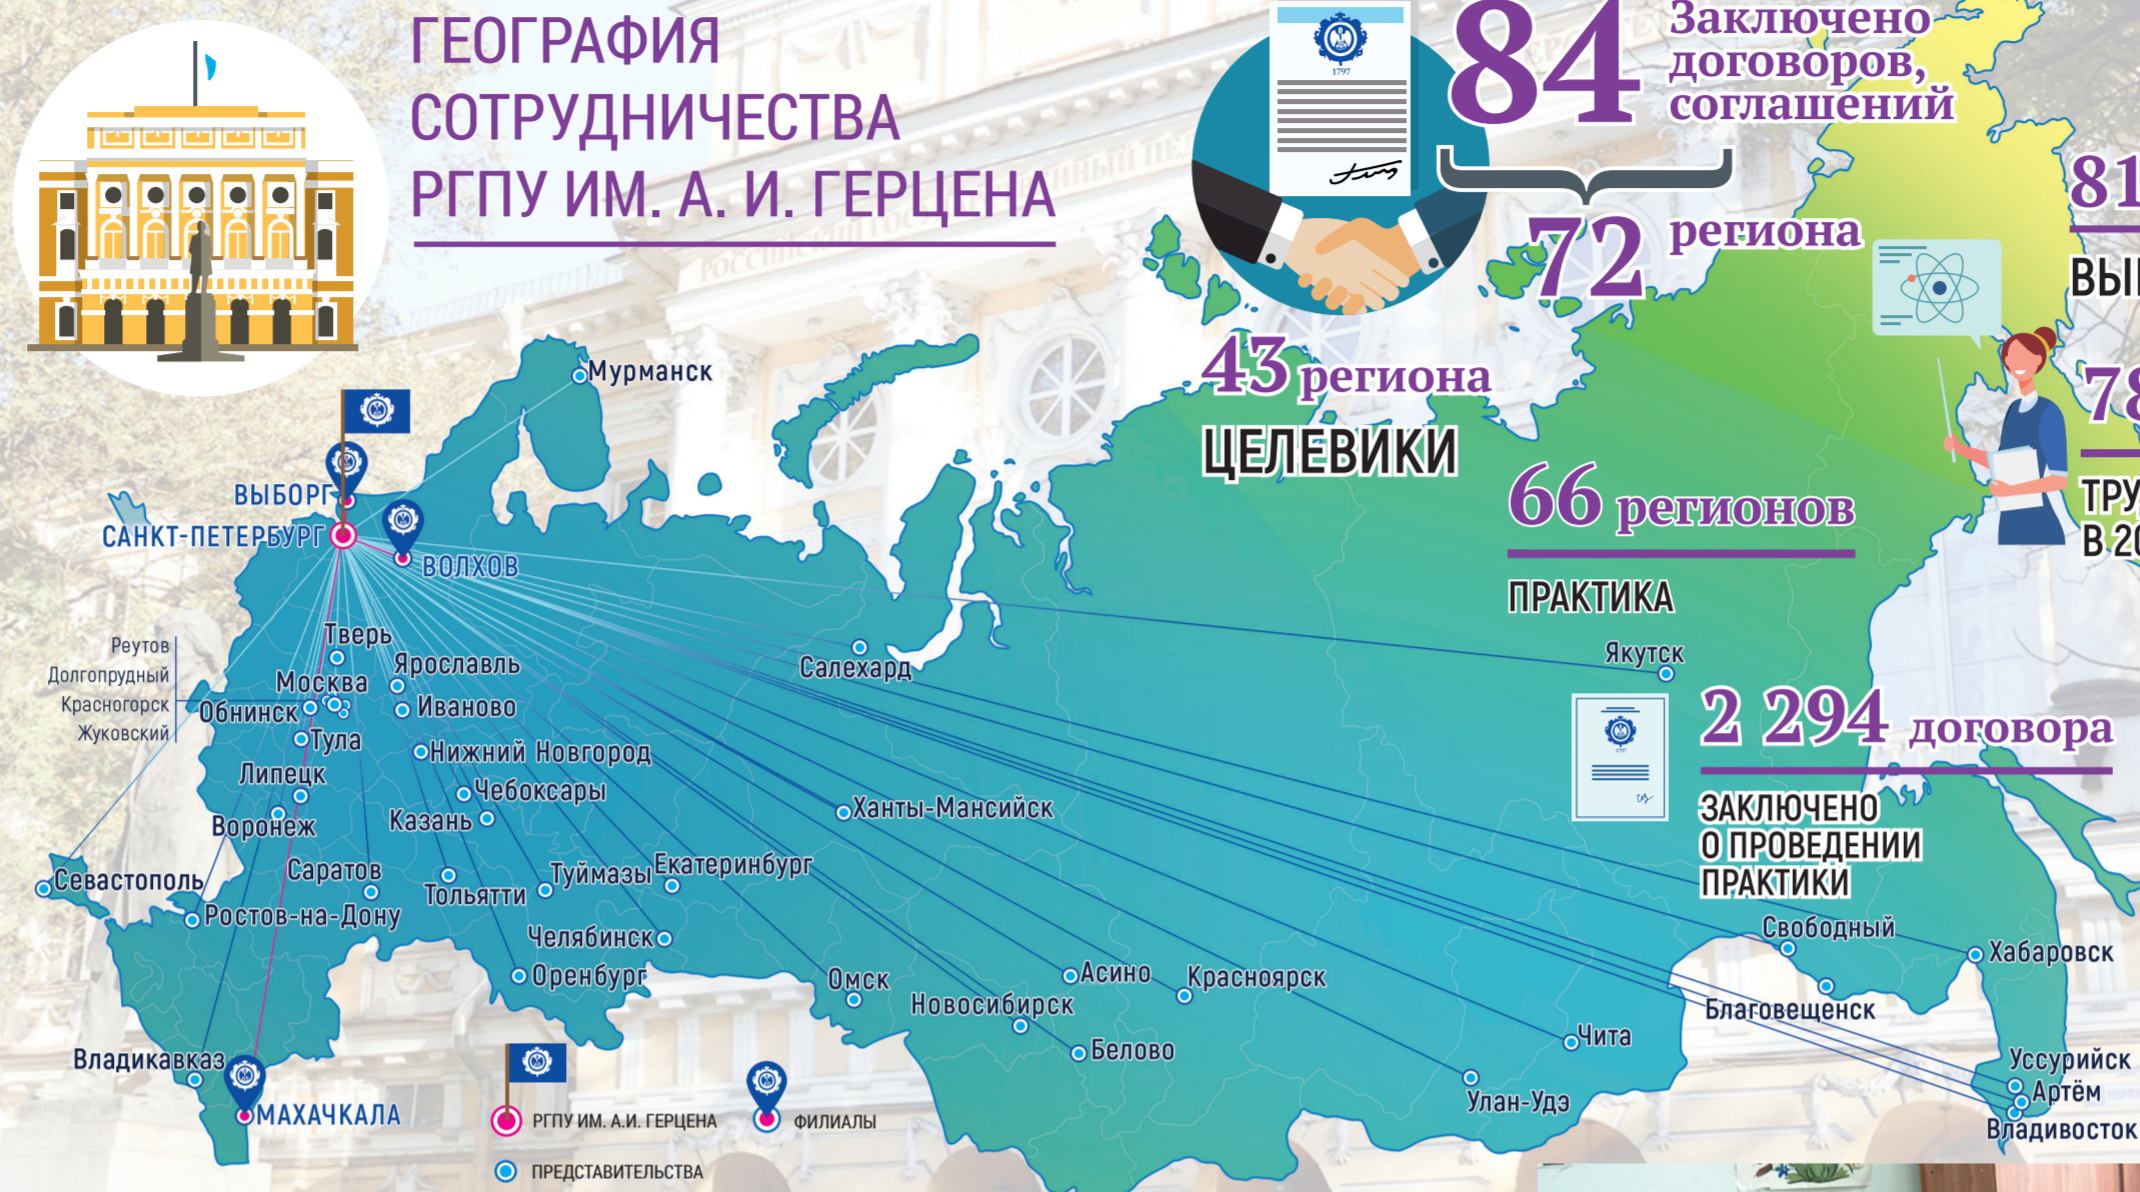 ГЕОГРАФИЯ
СОТРУДНИЧЕСТВА
РГПУ ИМ. А. И. ГЕРЦЕНА
1797
84
Заключено
договоров,
соглашений
72 региона
81
43 региона
ЦЕЛЕВИКИ
66 регионов
ПРАКТИКА
78
В 20
2 294 договора
ЗАКЛЮЧЕНО
О ПРОВЕДЕНИИ
ПРАКТИКИ
Мурманск
ВЫБОРГ
САНКТ-ПЕТЕРБУРГ
ВОЛХОВ
Реутов
Долгопрудный
Красногорск
Жуковский
Тверь
Ярославль
Москва
Обнинск
Иваново
Тула
Нижний Новгород
Липецк
Чебоксары
Воронеж
Казань
Салехард
Якутск
Ханты-Мансийск
Севастополь
Саратов
Тольятти
Туймазы
Екатеринбург
Ростов-на-Дону
Челябинск
Оренбург
Омск
Новосибирск
Асино
Красноярск
Белово
Свободный
Хабаровск
Благовещенск
Чита
Улан-Удэ
Уссурийск
Артём
Владивосток
Владикавказ
МАХАЧКАЛА
РГПУ ИМ. А.И. ГЕРЦЕНА
ФИЛИАЛЫ
ПРЕДСТАВИТЕЛЬСТВА